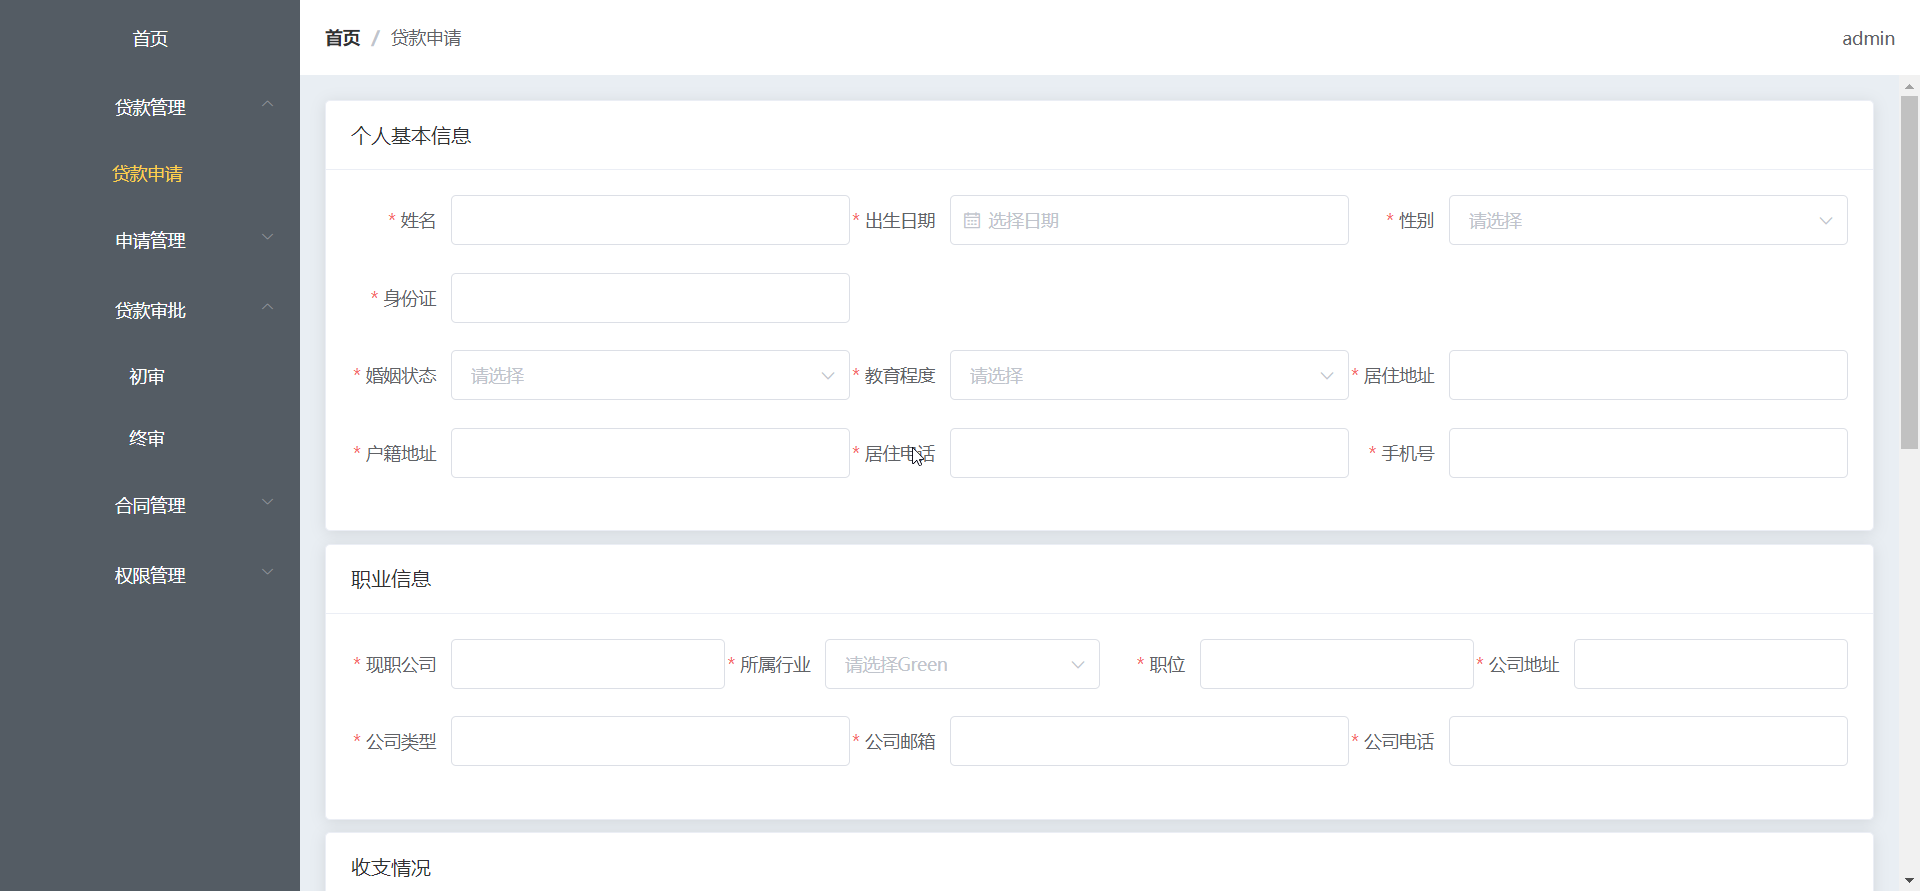 首页
贷款管理
贷款申请
申请管理
贷款审批
初审
终审
合同管理
权限管理
首页 / 贷款申请
admin
个人基本信息
* 姓名
* 出生日期 选择日期
* 性别 请选择
* 身份证
* 婚姻状态 请选择
* 教育程度 请选择
* 居住地址
* 户籍地址
* 居住电话
* 手机号
职业信息
* 现职公司
* 所属行业 请选择Green
* 职位
* 公司地址
* 公司类型
* 公司邮箱
* 公司电话
收支情况